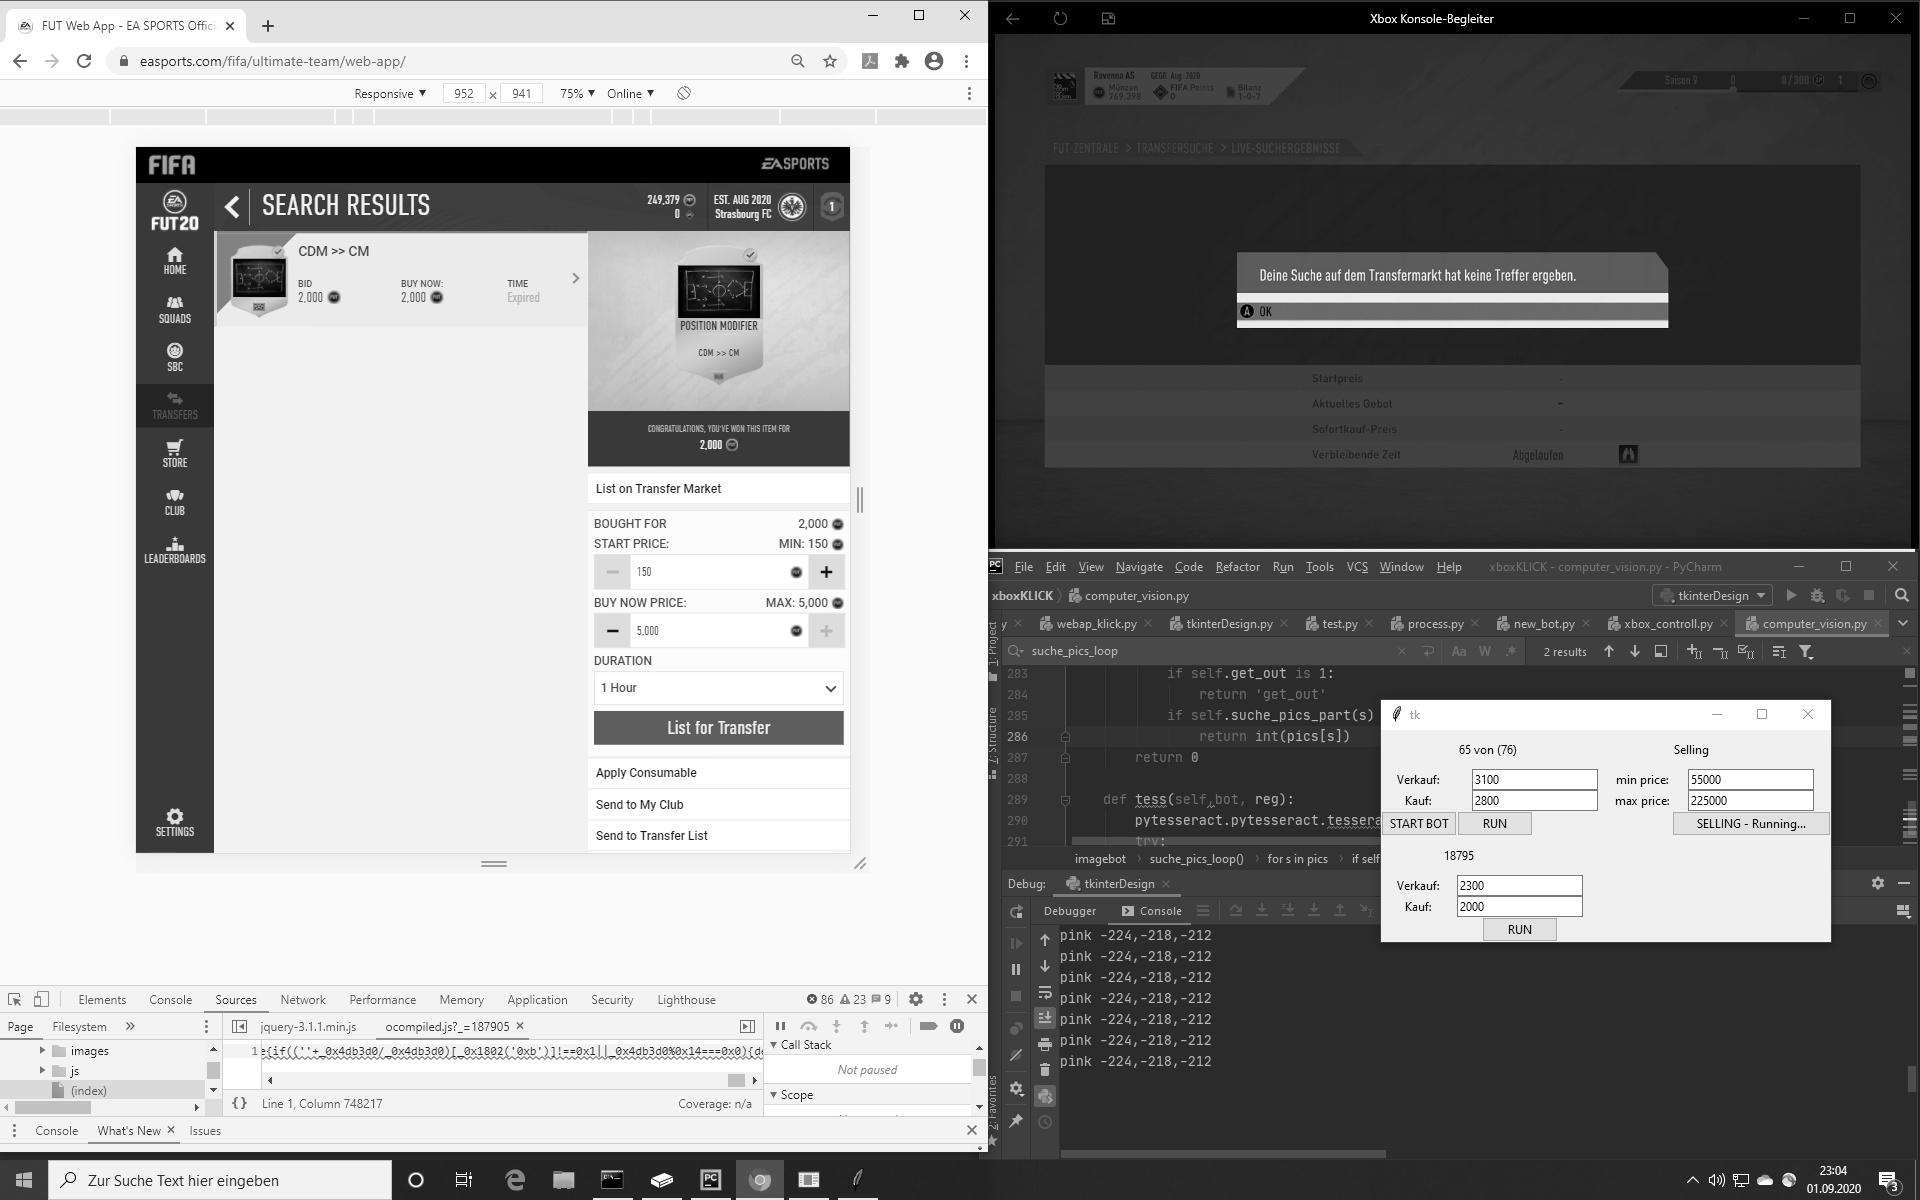 FUT Web App - EA SPORTS Offici
easports.com/fifa/ultimate-team/web-app/
Responsive 952 x 941 75% Online
FIFA
EA SPORTS
EA SPORTS
FUT20
SEARCH RESULTS
249,379
0
EST. AUG 2020
Strasbourg FC
1
HOME
SQUADS
SBC
TRANSFERS
STORE
CLUB
LEADERBOARDS
SETTINGS
CDM >> CM
BID
2,000
BUY NOW:
2,000
TIME
Expired
POSITION MODIFIER
CDM >> CM
CONGRATULATIONS, YOU'VE WON THIS ITEM FOR
2,000
List on Transfer Market
BOUGHT FOR 2,000
START PRICE: MIN: 150
150
BUY NOW PRICE: MAX: 5,000
5,000
DURATION
1 Hour
List for Transfer
Apply Consumable
Send to My Club
Send to Transfer List
Elements Console Sources Network Performance Memory Application Security Lighthouse 86 23 9
Page Filesystem »
jquery-3.1.1.min.js ocompiled.js?_=187905
images
js
(index)
1 ;{if((''+_0x4db3d0/_0x4db3d0)[_0x1802('0xb')]!==0x1||_0x4db3d0%0x14===0x0){de
{} Line 1, Column 748217 Coverage: n/a
Call Stack
Not paused
Scope
Console What's New Issues
Xbox Konsole-Begleiter
Ravenna AS GEGR. Aug. 2020
Münzen
769.398
FIFA Points
0
Bilanz
1-0-7
Saison 9 0 0/300 1
FUT-ZENTRALE > TRANSFERSUCHE > LIVE-SUCHERGEBNISSE
Deine Suche auf dem Transfermarkt hat keine Treffer ergeben.
A OK
Startpreis -
Aktuelles Gebot -
Sofortkauf-Preis -
Verbleibende Zeit Abgelaufen
PC File Edit View Navigate Code Refactor Run Tools VCS Window Help xboxKLICK - computer_vision.py - PyCharm
xboxKLICK computer_vision.py tkinterDesign
y webap_klick.py tkinterDesign.py test.py process.py new_bot.py xbox_controll.py computer_vision.py
suche_pics_loop Aa W .* 2 results
1: Project
7: Structure
2: Favorites
283 if self.get_out is 1:
284 return 'get_out'
285 if self.suche_pics_part(s)
286 return int(pics[s])
287 return 0
288
289 def tess(self,bot, reg):
290 pytesseract.pytesseract.tessera
291 try:
imagebot suche_pics_loop() for s in pics if self
Debug: tkinterDesign
Debugger Console
pink -224,-218,-212
pink -224,-218,-212
pink -224,-218,-212
pink -224,-218,-212
pink -224,-218,-212
pink -224,-218,-212
pink -224,-218,-212
tk
65 von (76) Selling
Verkauf: 3100 min price: 55000
Kauf: 2800 max price: 225000
START BOT RUN SELLING - Running...
18795
Verkauf: 2300
Kauf: 2000
RUN
Zur Suche Text hier eingeben
PC
23:04
01.09.2020
3